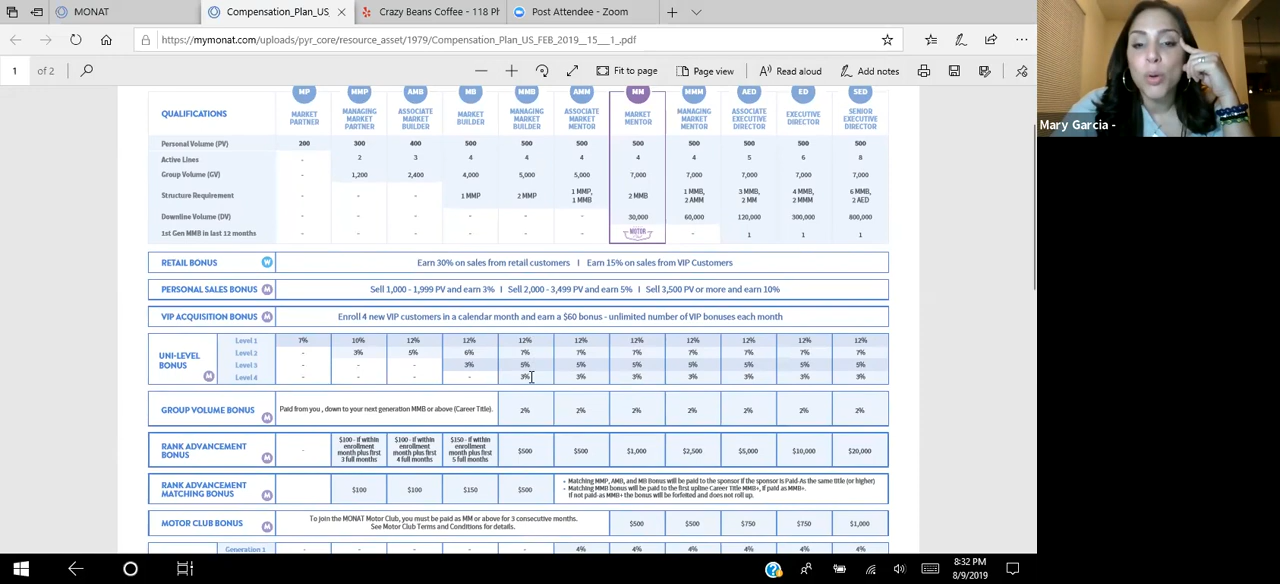 MONAT
Compensation_Plan_US
Crazy Beans Coffee - 118 Ph
Post Attendee - Zoom
https://mymonat.com/uploads/pyr_core/resource_asset/1979/Compensation_Plan_US_FEB_2019__15___1_.pdf
1 of 2
Fit to page
Page view
Read aloud
Add notes
Mary Garcia -
MP MMP AMB MB MMB AMM MM MMM AED ED SED
QUALIFICATIONS
MARKET PARTNER
MANAGING MARKET PARTNER
ASSOCIATE MARKET BUILDER
MARKET BUILDER
MANAGING MARKET BUILDER
ASSOCIATE MARKET MENTOR
MARKET MENTOR
MANAGING MARKET MENTOR
ASSOCIATE EXECUTIVE DIRECTOR
EXECUTIVE DIRECTOR
SENIOR EXECUTIVE DIRECTOR
Personal Volume (PV) 200 300 400 500 500 500 500 500 500 500 500
Active Lines - 2 3 4 4 4 4 4 5 6 8
Group Volume (GV) - 1,200 2,400 4,000 5,000 5,000 7,000 7,000 7,000 7,000 7,000
Structure Requirement - - - 1 MMP 2 MMP 1 MMP, 1 MMB 2 MMB 1 MMB, 2 AMM 3 MMB, 2 MM 4 MMB, 2 MMM 6 MMB, 2 AED
Downline Volume (DV) - - - - - - 30,000 60,000 120,000 300,000 800,000
1st Gen MMB in last 12 months - - - - - - MOTOR - 1 1 1
RETAIL BONUS W Earn 30% on sales from retail customers | Earn 15% on sales from VIP Customers
PERSONAL SALES BONUS M Sell 1,000 - 1,999 PV and earn 3% | Sell 2,000 - 3,499 PV and earn 5% | Sell 3,500 PV or more and earn 10%
VIP ACQUISITION BONUS M Enroll 4 new VIP customers in a calendar month and earn a $60 bonus - unlimited number of VIP bonuses each month
UNI-LEVEL BONUS M
Level 1 7% 10% 12% 12% 12% 12% 12% 12% 12% 12% 12%
Level 2 - 3% 5% 6% 7% 7% 7% 7% 7% 7% 7%
Level 3 - - - 3% 5% 5% 5% 5% 5% 5% 5%
Level 4 - - - - 3% 3% 3% 3% 3% 3% 3%
GROUP VOLUME BONUS M Paid from you , down to your next generation MMB or above (Career Title). 2% 2% 2% 2% 2% 2% 2%
RANK ADVANCEMENT BONUS M - $100 - If within enrollment month plus first 3 full months $100 - If within enrollment month plus first 4 full months $150 - If within enrollment month plus first 5 full months $500 $500 $1,000 $2,500 $5,000 $10,000 $20,000
RANK ADVANCEMENT MATCHING BONUS M $100 $100 $150 $500
• Matching MMP, AMB, and MB Bonus will be paid to the sponsor if the sponsor is Paid-As the same title (or higher)
• Matching MMB bonus will be paid to the first upline Career Title MMB+, if paid as MMB+.
If not paid-as MMB+ the bonus will be forfeited and does not roll up.
MOTOR CLUB BONUS M To join the MONAT Motor Club, you must be paid as MM or above for 3 consecutive months.
See Motor Club Terms and Conditions for details. $500 $500 $750 $750 $1,000
Generation 1 - - - - - 4% 4% 4% 4% 4% 4%
8:32 PM
8/9/2019